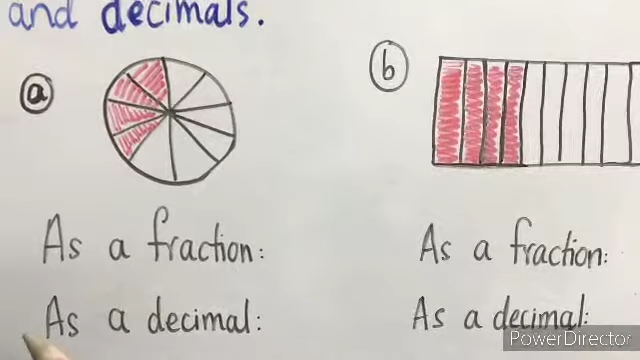 and decimals.
a
b
As a fraction:
As a fraction:
As a decimal:
As a decimal:
PowerDirector